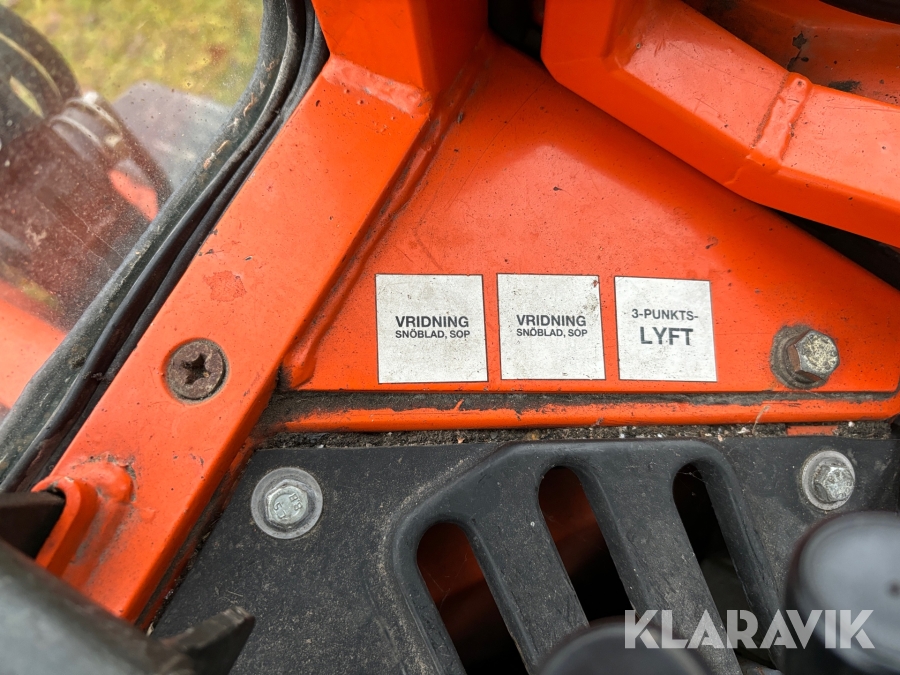 VRIDNING
SNÖBLAD, SOP
VRIDNING
SNÖBLAD, SOP
3-PUNKTS-
LYFT
KLARAVIK